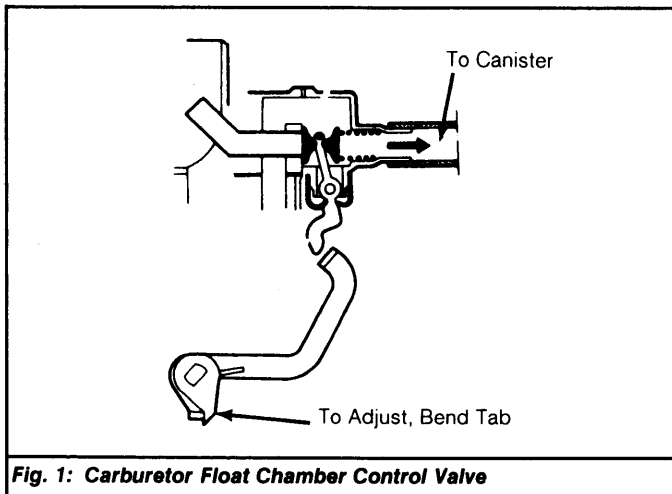 To Canister
To Adjust, Bend Tab
Fig. 1: Carburetor Float Chamber Control Valve